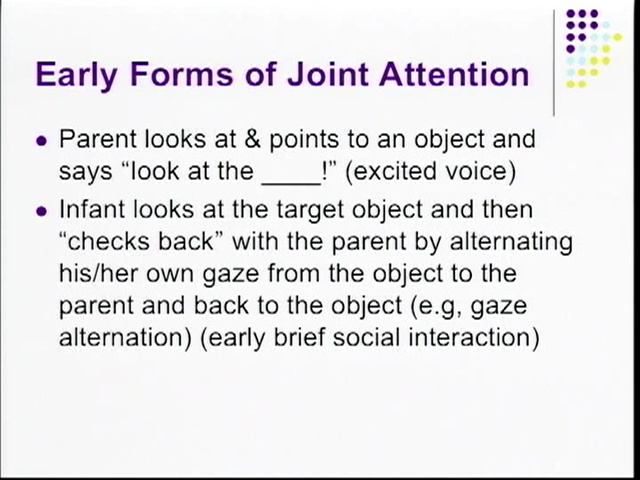 Early Forms of Joint Attention
Parent looks at & points to an object and
says “look at the ____!” (excited voice)
Infant looks at the target object and then
“checks back” with the parent by alternating
his/her own gaze from the object to the
parent and back to the object (e.g, gaze
alternation) (early brief social interaction)